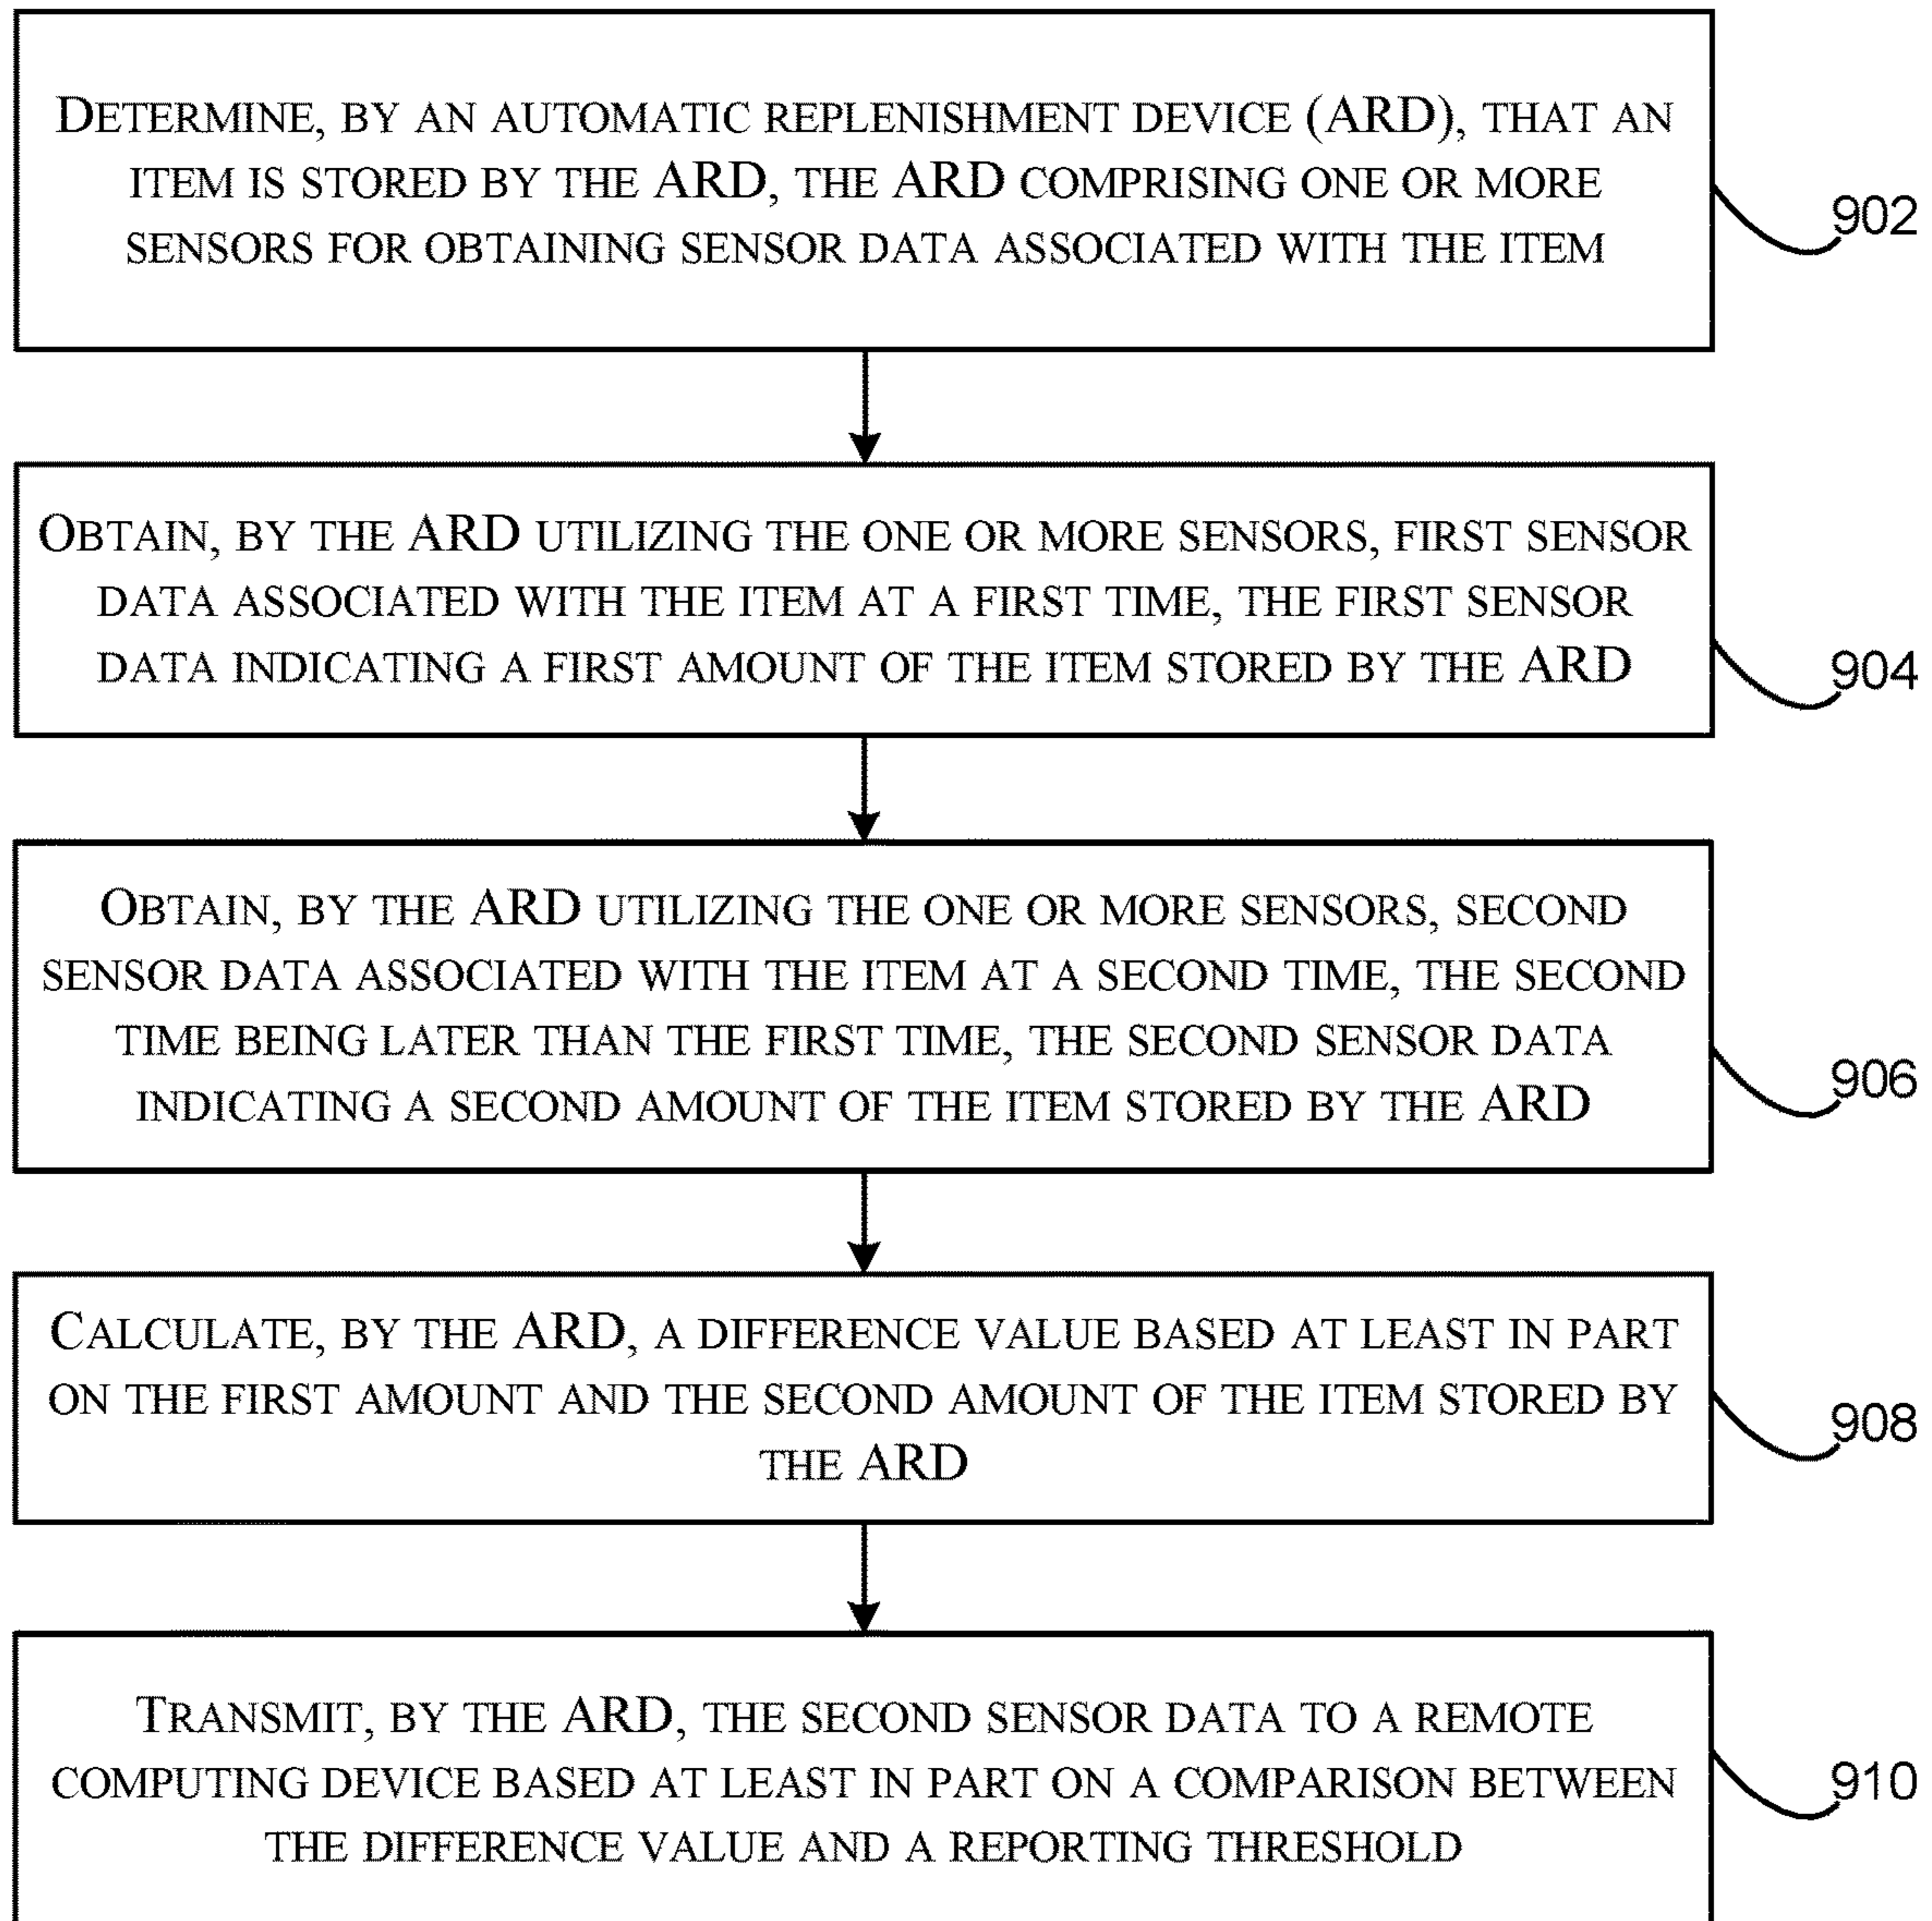 DETERMINE, BY AN AUTOMATIC REPLENISHMENT DEVICE (ARD), THAT AN
ITEM IS STORED BY THE ARD, THE ARD COMPRISING ONE OR MORE
SENSORS FOR OBTAINING SENSOR DATA ASSOCIATED WITH THE ITEM
902
OBTAIN, BY THE ARD UTILIZING THE ONE OR MORE SENSORS, FIRST SENSOR
DATA ASSOCIATED WITH THE ITEM AT A FIRST TIME, THE FIRST SENSOR
DATA INDICATING A FIRST AMOUNT OF THE ITEM STORED BY THE ARD
904
OBTAIN, BY THE ARD UTILIZING THE ONE OR MORE SENSORS, SECOND
SENSOR DATA ASSOCIATED WITH THE ITEM AT A SECOND TIME, THE SECOND
TIME BEING LATER THAN THE FIRST TIME, THE SECOND SENSOR DATA
INDICATING A SECOND AMOUNT OF THE ITEM STORED BY THE ARD
906
CALCULATE, BY THE ARD, A DIFFERENCE VALUE BASED AT LEAST IN PART
ON THE FIRST AMOUNT AND THE SECOND AMOUNT OF THE ITEM STORED BY
THE ARD
908
TRANSMIT, BY THE ARD, THE SECOND SENSOR DATA TO A REMOTE
COMPUTING DEVICE BASED AT LEAST IN PART ON A COMPARISON BETWEEN
THE DIFFERENCE VALUE AND A REPORTING THRESHOLD
910